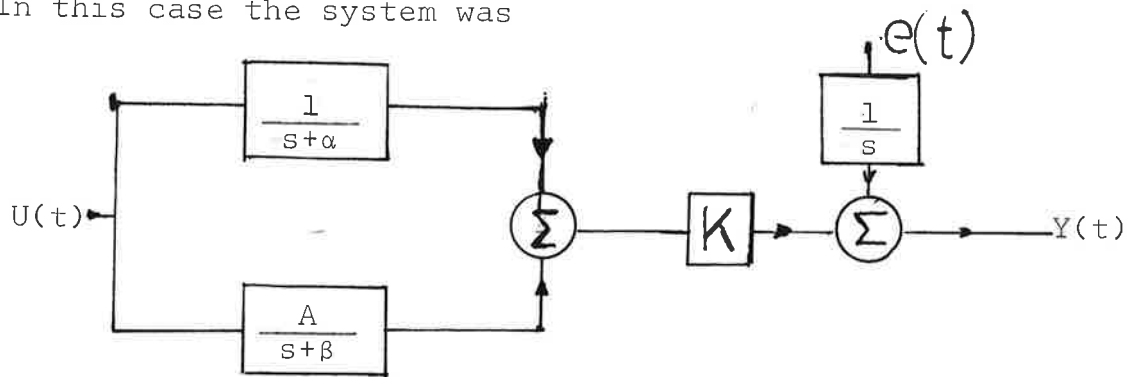 In this case the system was
e(t)
1
s+α
1
s
U(t)
Σ
K
Σ
Y(t)
A
s+β